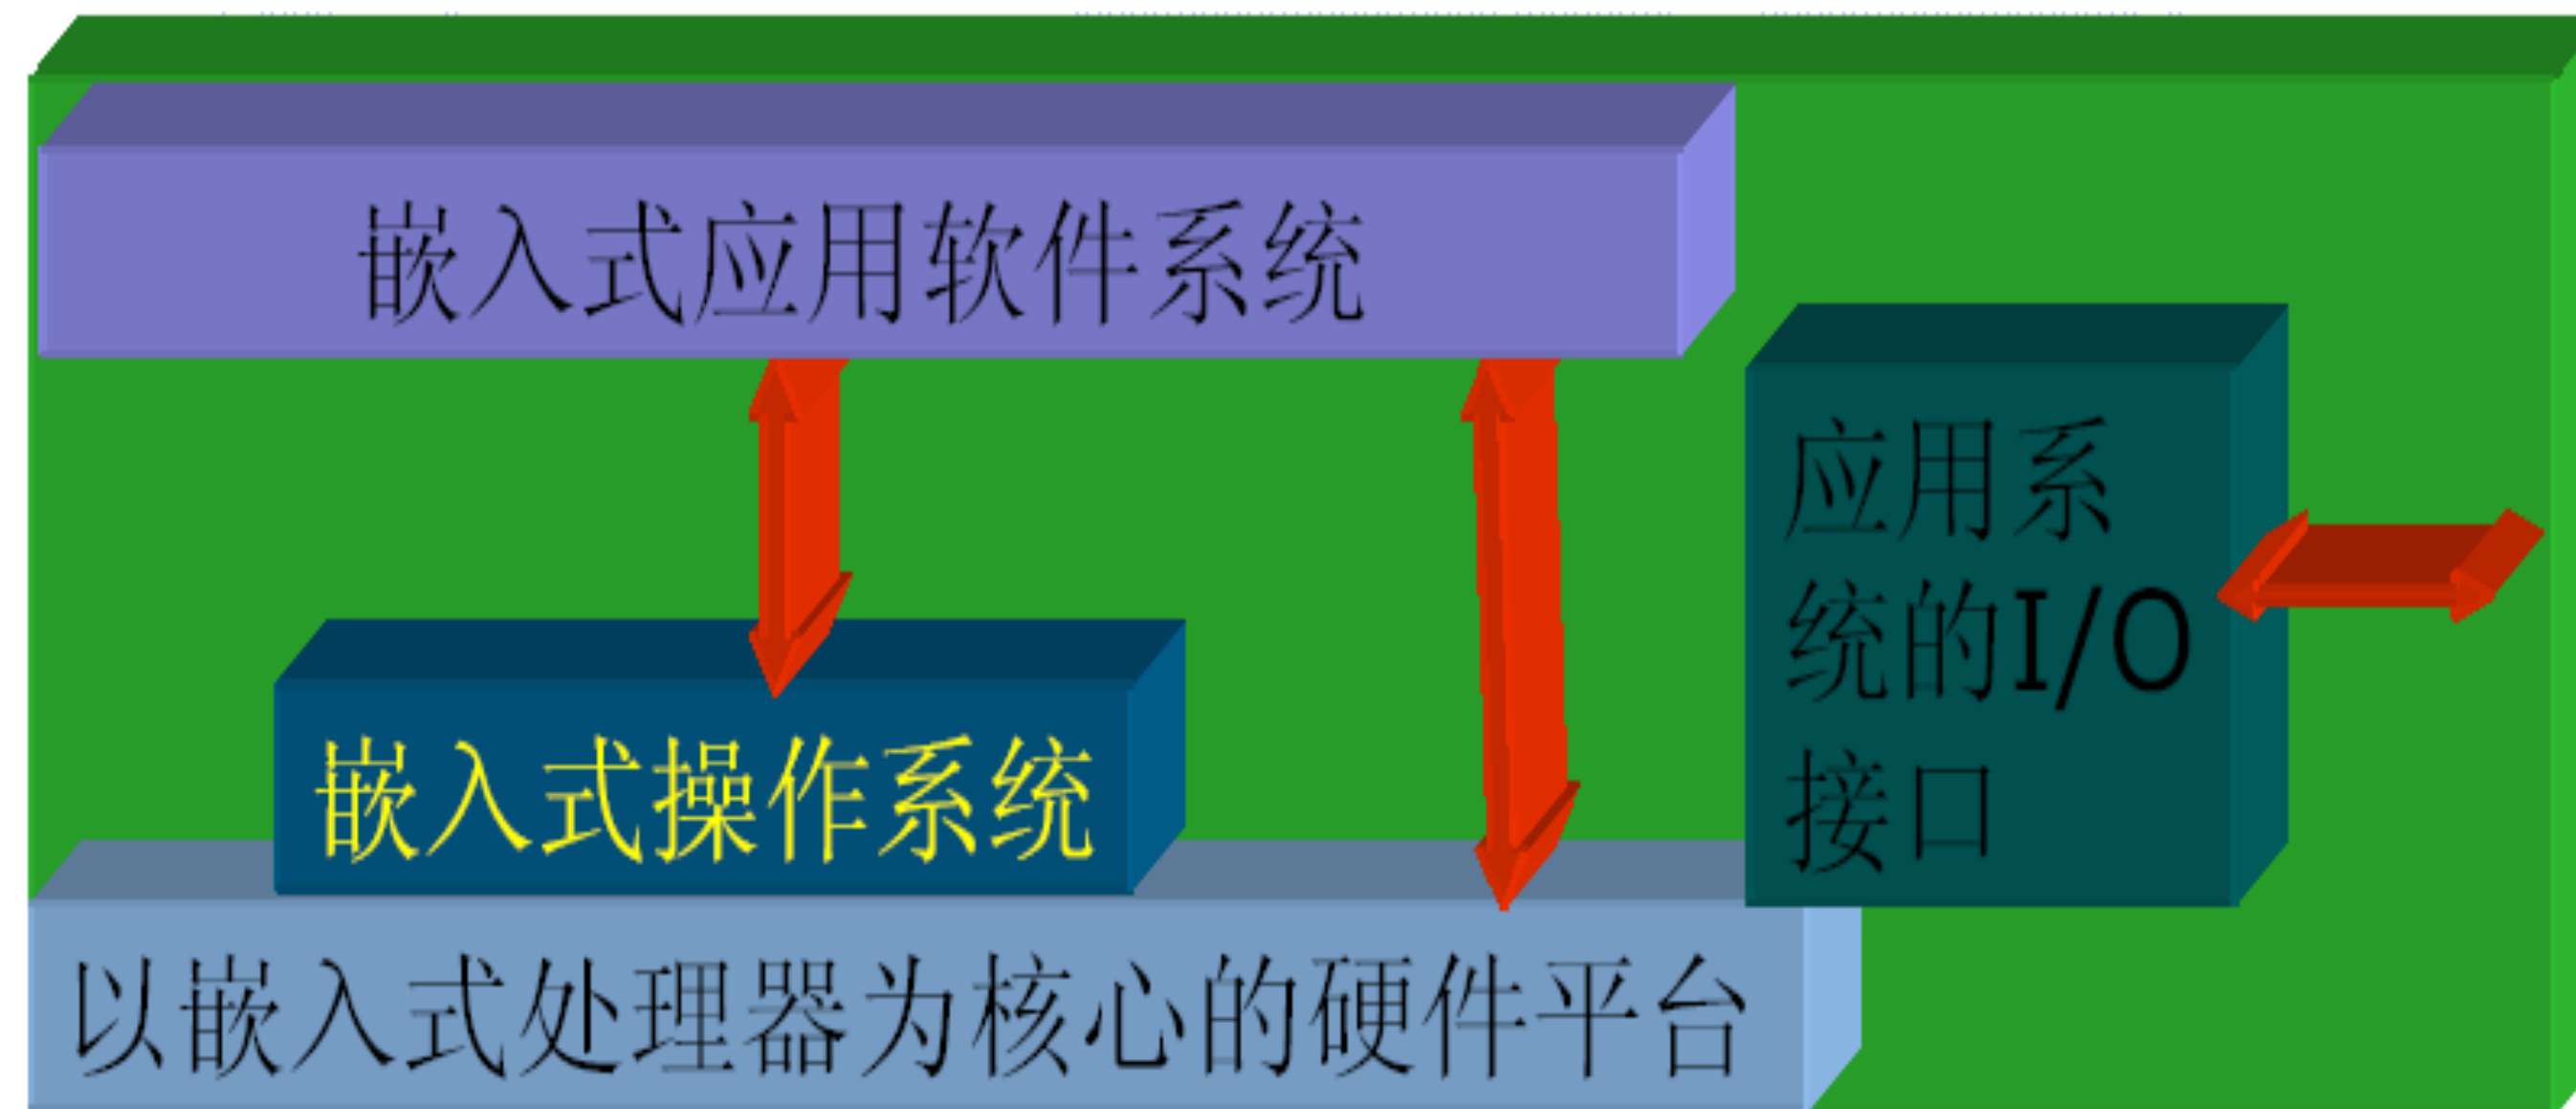 嵌入式应用软件系统
应用系
统的I/O
接口
嵌入式操作系统
以嵌入式处理器为核心的硬件平台